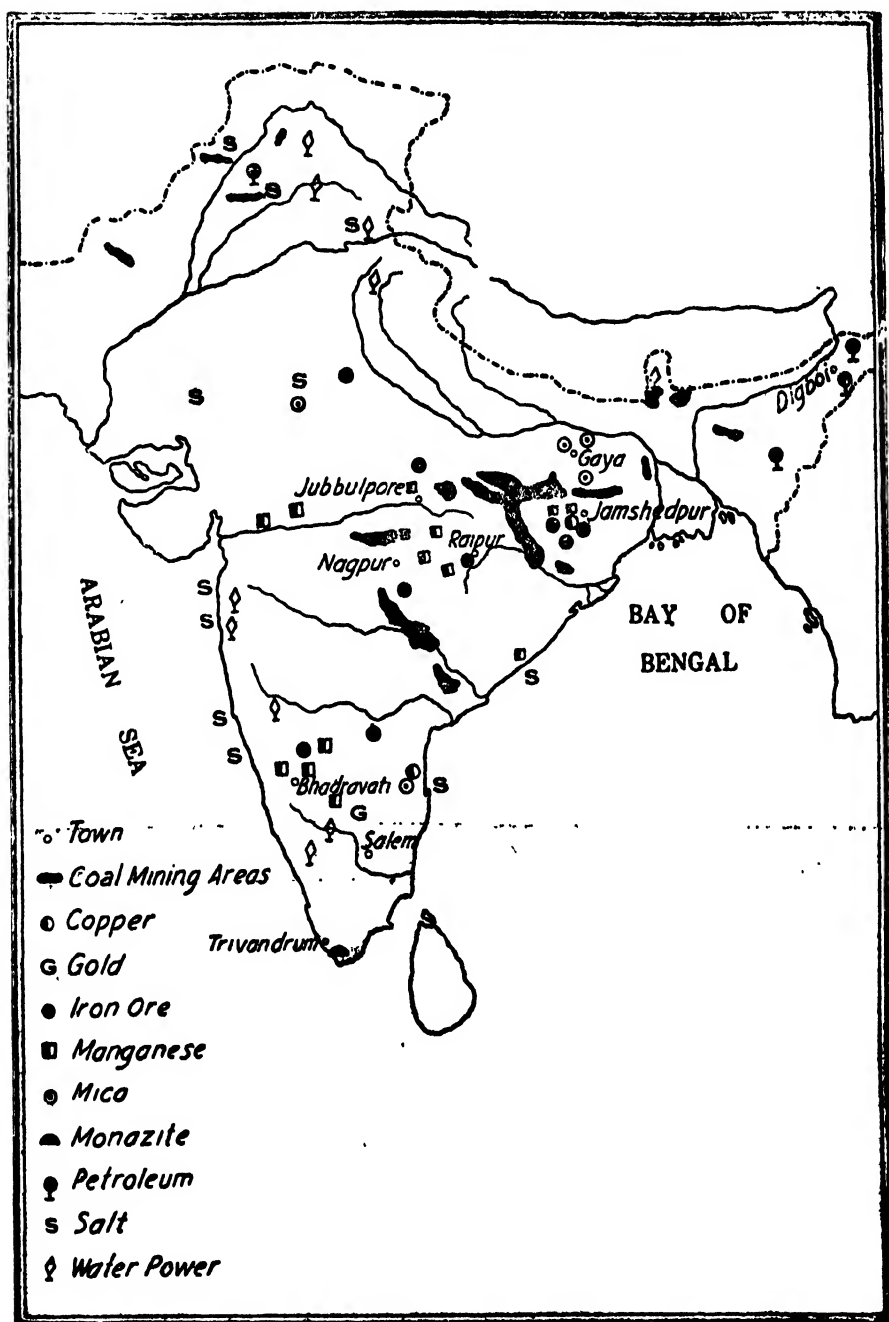 S
S
S
S
S
Digboi
Gaya
Jubbulpore
Jamshedpur
Raipur
Nagpur
S
S
ARABIAN SEA
BAY OF
BENGAL
S
S
S
Bhadravati
S
G
Salem
Trivandrum
S
Town
Coal Mining Areas
Copper
G Gold
Iron Ore
Manganese
Mica
Monazite
Petroleum
S Salt
Water Power